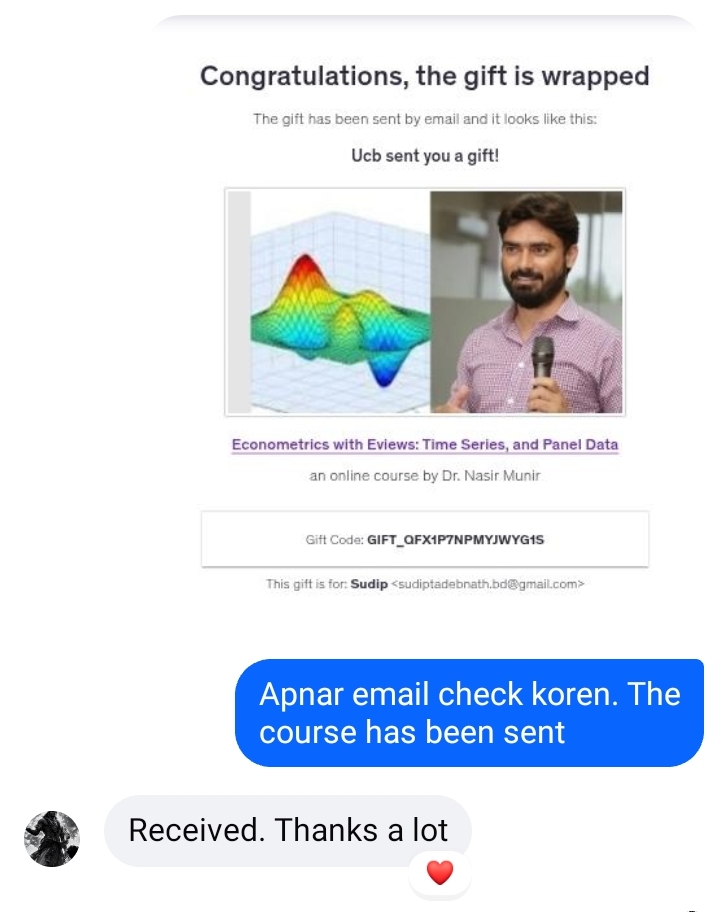 Congratulations, the gift is wrapped
The gift has been sent by email and it looks like this:
Ucb sent you a gift!
Econometrics with Eviews: Time Series, and Panel Data
an online course by Dr. Nasir Munir
Gift Code: GIFT_QFX1P7NPMYJWYG1S
This gift is for: Sudip <sudiptadebnath.bd@gmail.com>
Apnar email check koren. The
course has been sent
Received. Thanks a lot